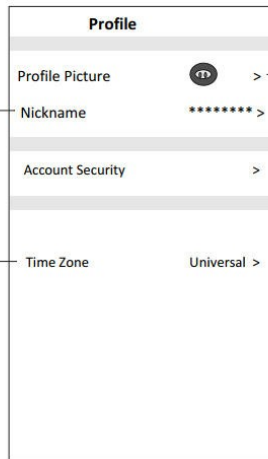 Profile
Profile Picture >
Nickname ******** >
Account Security >
Time Zone Universal >